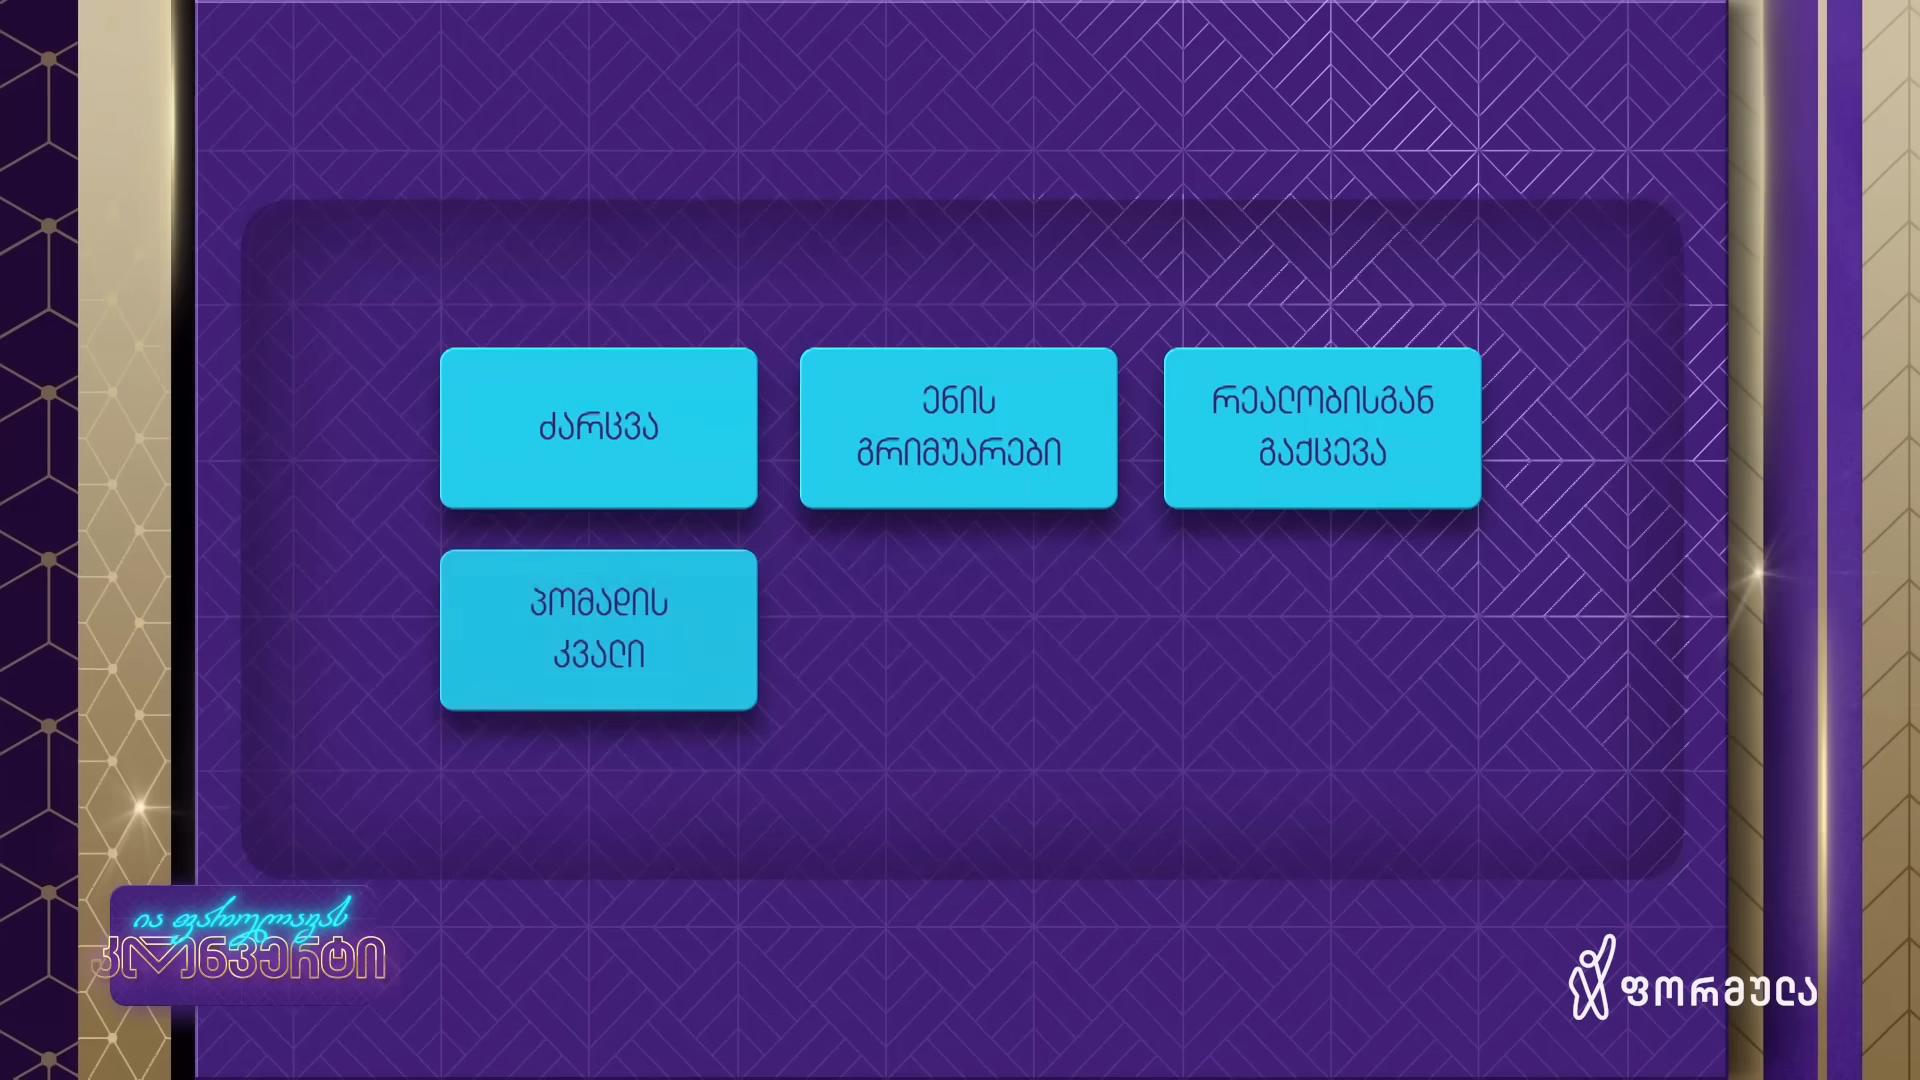 ძარცვა
ენის
გრიმუარები
რეალობისგან
გაქცევა
პომადის
კვალი
ია ფარულავას
კონვერტი
ფორმულა